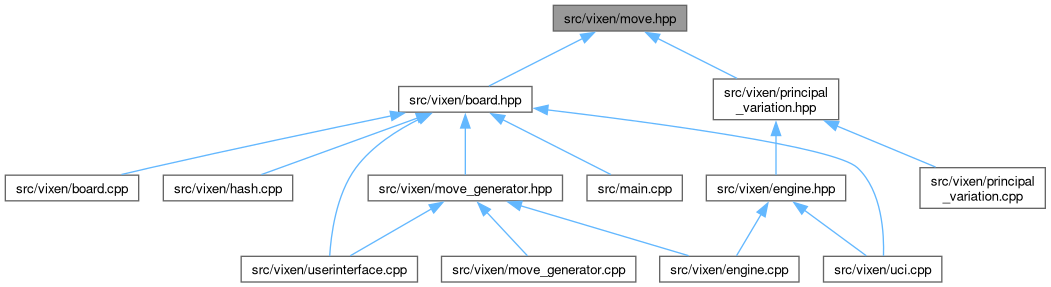 src/vixen/move.hpp
src/vixen/board.hpp
src/vixen/principal
_variation.hpp
src/vixen/board.cpp
src/vixen/hash.cpp
src/vixen/move_generator.hpp
src/main.cpp
src/vixen/engine.hpp
src/vixen/principal
_variation.cpp
src/vixen/userinterface.cpp
src/vixen/move_generator.cpp
src/vixen/engine.cpp
src/vixen/uci.cpp